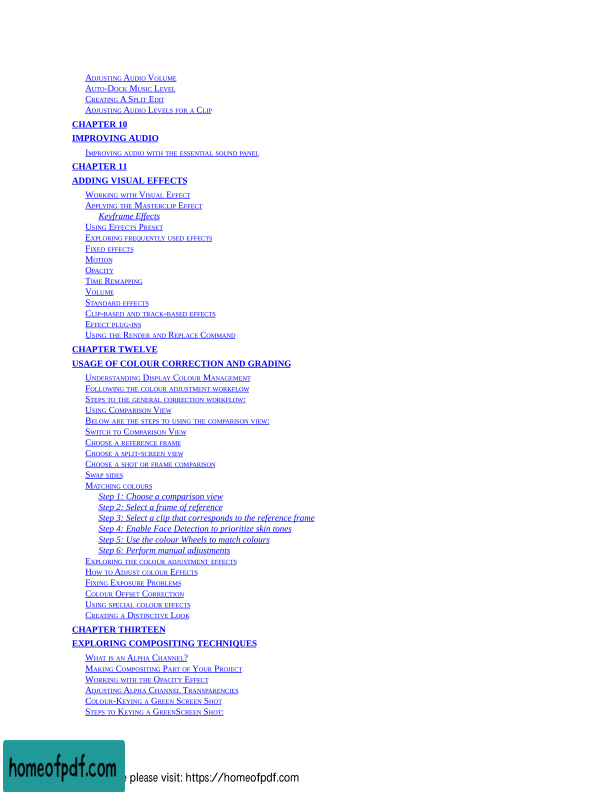 Adjusting Audio Volume
Auto-Dock Music Level
Creating A Split Edit
Adjusting Audio Levels for a Clip
CHAPTER 10
IMPROVING AUDIO
Improving audio with the essential sound panel
CHAPTER 11
ADDING VISUAL EFFECTS
Working with Visual Effect
Applying the Masterclip Effect
Keyframe Effects
Using Effects Preset
Exploring frequently used effects
Fixed effects
Motion
Opacity
Time Remapping
Volume
Standard effects
Clip-based and track-based effects
Effect plug-ins
Using the Render and Replace Command
CHAPTER TWELVE
USAGE OF COLOUR CORRECTION AND GRADING
Understanding Display Colour Management
Following the colour adjustment workflow
Steps to the general correction workflow:
Using Comparison View
Below are the steps to using the comparison view:
Switch to Comparison View
Choose a reference frame
Choose a split-screen view
Choose a shot or frame comparison
Swap sides
Matching colours
Step 1: Choose a comparison view
Step 2: Select a frame of reference
Step 3: Select a clip that corresponds to the reference frame
Step 4: Enable Face Detection to prioritize skin tones
Step 5: Use the colour Wheels to match colours
Step 6: Perform manual adjustments
Exploring the colour adjustment effects
How to Adjust colour Effects
Fixing Exposure Problems
Colour Offset Correction
Using special colour effects
Creating a Distinctive Look
CHAPTER THIRTEEN
EXPLORING COMPOSITING TECHNIQUES
What is an Alpha Channel?
Making Compositing Part of Your Project
Working with the Opacity Effect
Adjusting Alpha Channel Transparencies
Colour-Keying a Green Screen Shot
Steps to Keying a GreenScreen Shot:
homeofpdf.com
please visit: https://homeofpdf.com